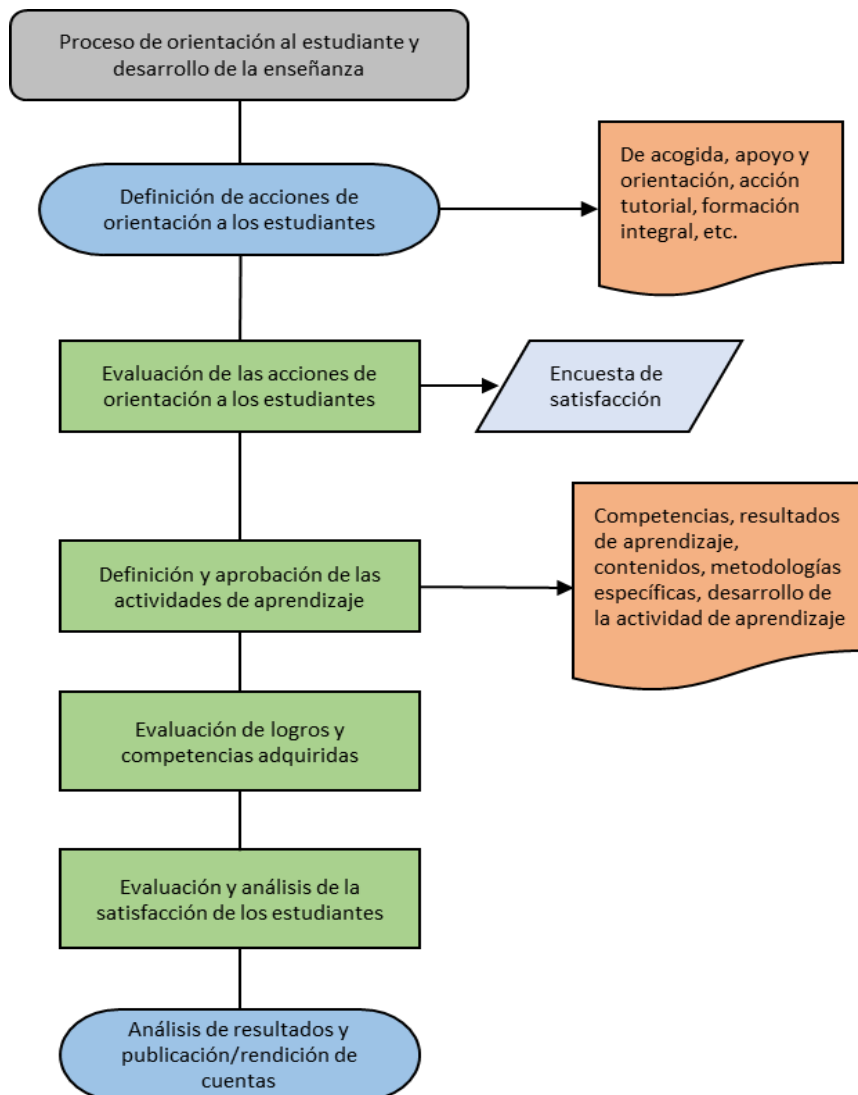 Proceso de orientación al estudiante y
desarrollo de la enseñanza
Definición de acciones de
orientación a los estudiantes
De acogida, apoyo y
orientación, acción
tutorial, formación
integral, etc.
Evaluación de las acciones de
orientación a los estudiantes
Encuesta de
satisfacción
Definición y aprobación de las
actividades de aprendizaje
Competencias, resultados
de aprendizaje,
contenidos, metodologías
específicas, desarrollo de
la actividad de aprendizaje
Evaluación de logros y
competencias adquiridas
Evaluación y análisis de la
satisfacción de los estudiantes
Análisis de resultados y
publicación/rendición de
cuentas